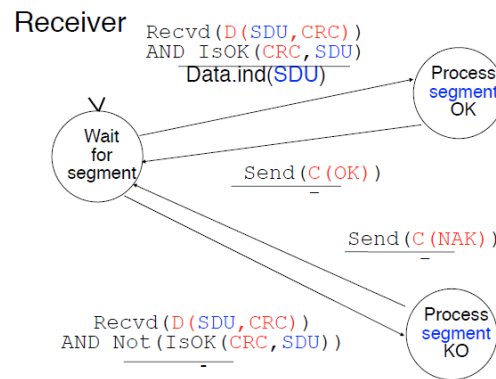 Receiver
Recvd(D(SDU,CRC))
AND IsOK(CRC,SDU)
Data.ind(SDU)
Process
segment
OK
Wait
for
segment
Send(C(OK))
-
Send(C(NAK))
-
Recvd(D(SDU,CRC))
AND Not(IsOK(CRC,SDU))
-
Process
segment
KO